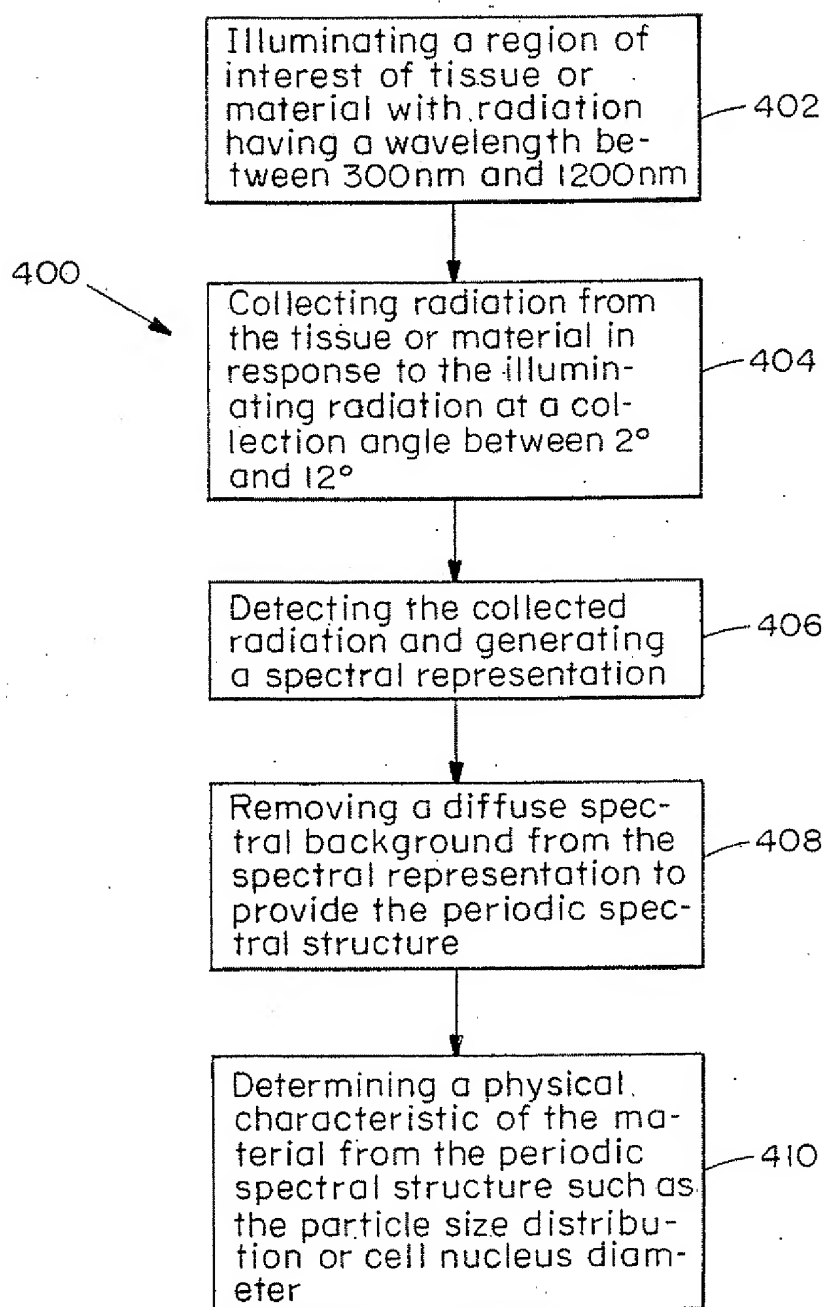 Illuminating a region of
interest of tissue or
material with radiation
having a wavelength be-
tween 300nm and 1200nm
402
400
Collecting radiation from
the tissue or material in
response to the illumin-
ating radiation at a col-
lection angle between 2°
and 12°
404
Detecting the collected
radiation and generating
a spectral representation
406
Removing a diffuse spec-
tral background from the
spectral representation to
provide the periodic spec-
tral structure
408
Determining a physical
characteristic of the ma-
terial from the periodic
spectral structure such as
the particle size distribu-
tion or cell nucleus diam-
eter
410